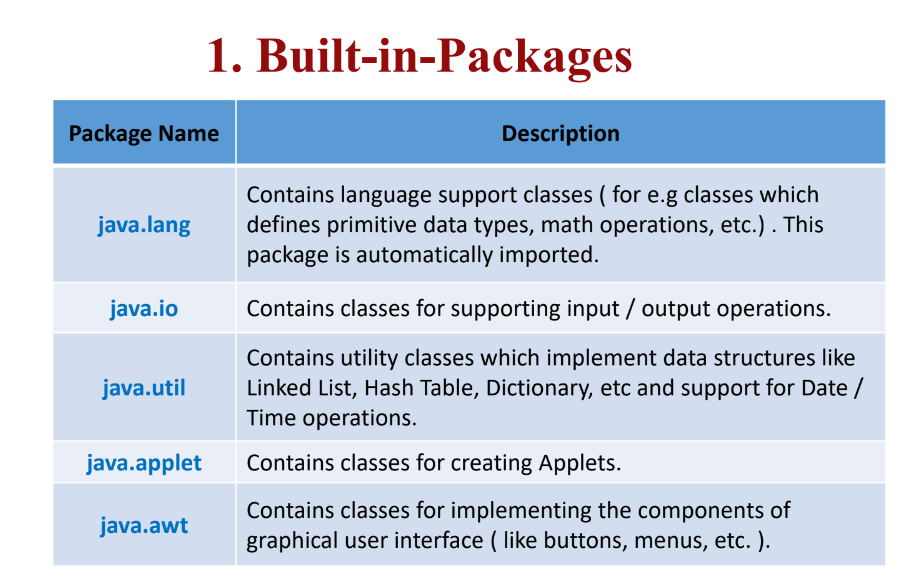 1. Built-in-Packages
Package Name
Description
java.lang
Contains language support classes ( for e.g classes which
defines primitive data types, math operations, etc.) . This
package is automatically imported.
java.io
Contains classes for supporting input / output operations.
java.util
Contains utility classes which implement data structures like
Linked List, Hash Table, Dictionary, etc and support for Date /
Time operations.
java.applet
Contains classes for creating Applets.
java.awt
Contains classes for implementing the components of
graphical user interface ( like buttons, menus, etc. ).